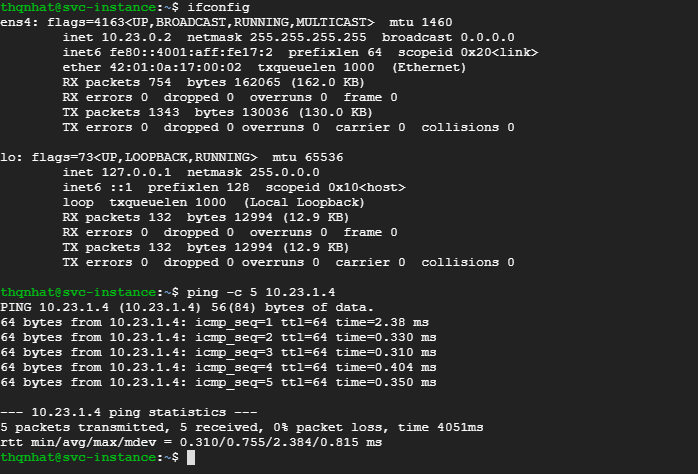 thqnhat@svc-instance:~$ ifconfig
ens4: flags=4163<UP,BROADCAST,RUNNING,MULTICAST>  mtu 1460
        inet 10.23.0.2  netmask 255.255.255.255  broadcast 0.0.0.0
        inet6 fe80::4001:aff:fe17:2  prefixlen 64  scopeid 0x20<link>
        ether 42:01:0a:17:00:02  txqueuelen 1000  (Ethernet)
        RX packets 754  bytes 162065 (162.0 KB)
        RX errors 0  dropped 0  overruns 0  frame 0
        TX packets 1343  bytes 130036 (130.0 KB)
        TX errors 0  dropped 0 overruns 0  carrier 0  collisions 0

lo: flags=73<UP,LOOPBACK,RUNNING>  mtu 65536
        inet 127.0.0.1  netmask 255.0.0.0
        inet6 ::1  prefixlen 128  scopeid 0x10<host>
        loop  txqueuelen 1000  (Local Loopback)
        RX packets 132  bytes 12994 (12.9 KB)
        RX errors 0  dropped 0  overruns 0  frame 0
        TX packets 132  bytes 12994 (12.9 KB)
        TX errors 0  dropped 0 overruns 0  carrier 0  collisions 0

thqnhat@svc-instance:~$ ping -c 5 10.23.1.4
PING 10.23.1.4 (10.23.1.4) 56(84) bytes of data.
64 bytes from 10.23.1.4: icmp_seq=1 ttl=64 time=2.38 ms
64 bytes from 10.23.1.4: icmp_seq=2 ttl=64 time=0.330 ms
64 bytes from 10.23.1.4: icmp_seq=3 ttl=64 time=0.310 ms
64 bytes from 10.23.1.4: icmp_seq=4 ttl=64 time=0.404 ms
64 bytes from 10.23.1.4: icmp_seq=5 ttl=64 time=0.350 ms

--- 10.23.1.4 ping statistics ---
5 packets transmitted, 5 received, 0% packet loss, time 4051ms
rtt min/avg/max/mdev = 0.310/0.755/2.384/0.815 ms
thqnhat@svc-instance:~$